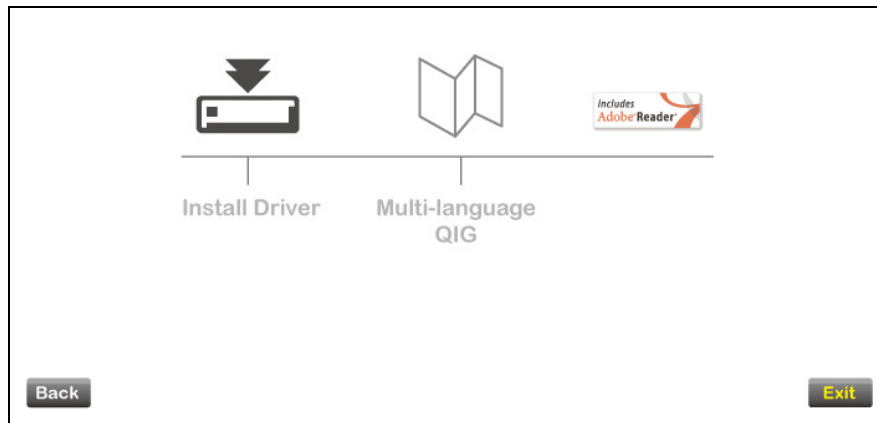 Includes
Adobe Reader
Install Driver
Multi-language
QIG
Back
Exit